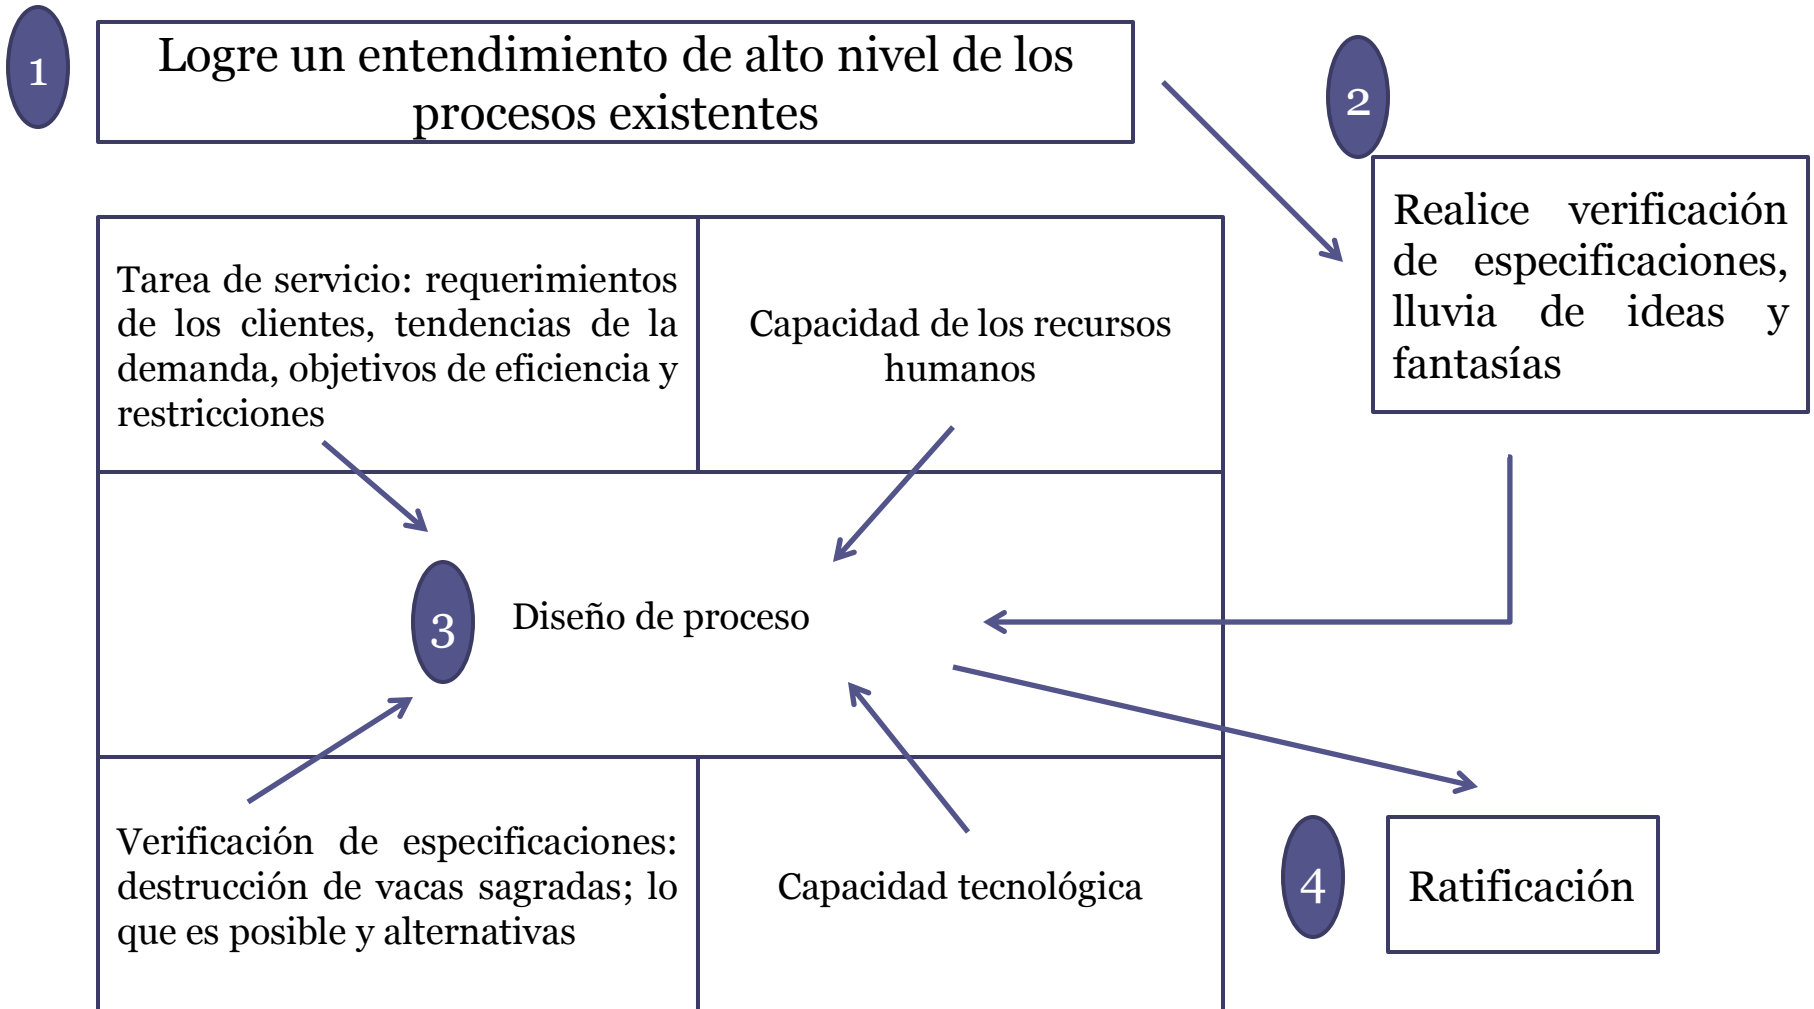 1
Logre un entendimiento de alto nivel de los
procesos existentes
2
Realice verificación
de especificaciones,
lluvia de ideas y
fantasías
Tarea de servicio: requerimientos
de los clientes, tendencias de la
demanda, objetivos de eficiencia y
restricciones
Capacidad de los recursos
humanos
3
Diseño de proceso
Verificación de especificaciones:
destrucción de vacas sagradas; lo
que es posible y alternativas
Capacidad tecnológica
4
Ratificación